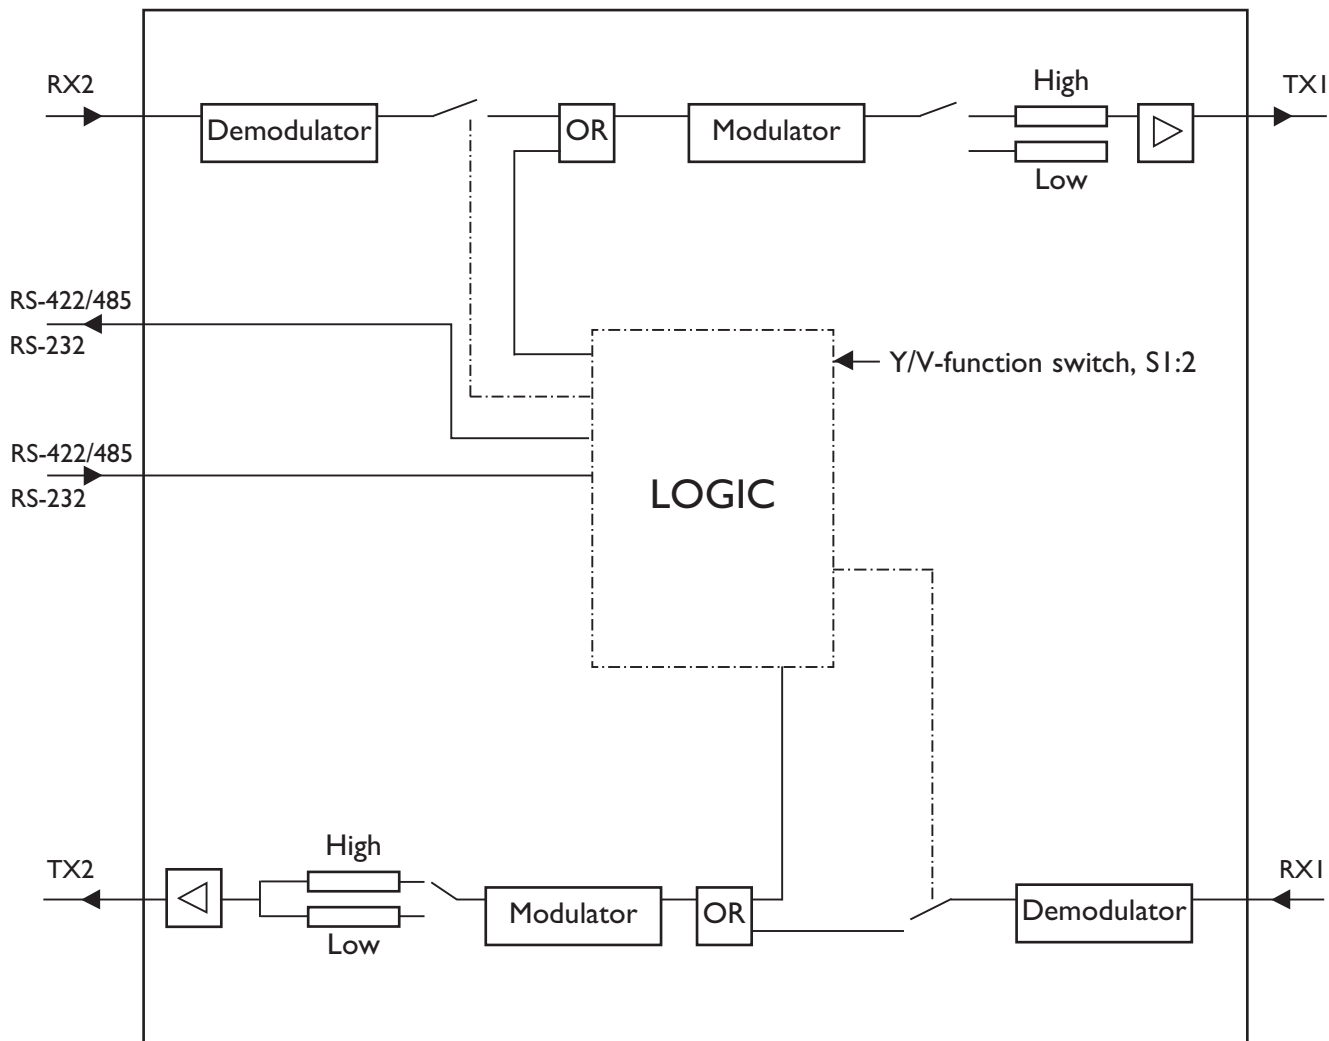 High
RX2
TX1
Demodulator
OR
Modulator
Low
RS-422/485
RS-232
Y/V-function switch, S1:2
RS-422/485
RS-232
LOGIC
High
TX2
RX1
Modulator
OR
Demodulator
Low